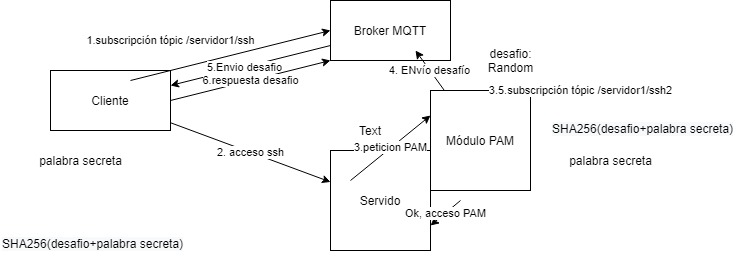 Broker MQTT
1.subscripción tópic /servidor1/ssh
desafio:
Random
5.Envio desafio
6.respuesta desafio
4. ENvío desafío
Cliente
3.5.subscripción tópic /servidor1/ssh2
SHA256(desafio+palabra secreta)
Text
3.peticion PAM
Módulo PAM
2. acceso ssh
palabra secreta
palabra secreta
Servido
Ok, acceso PAM
SHA256(desafio+palabra secreta)